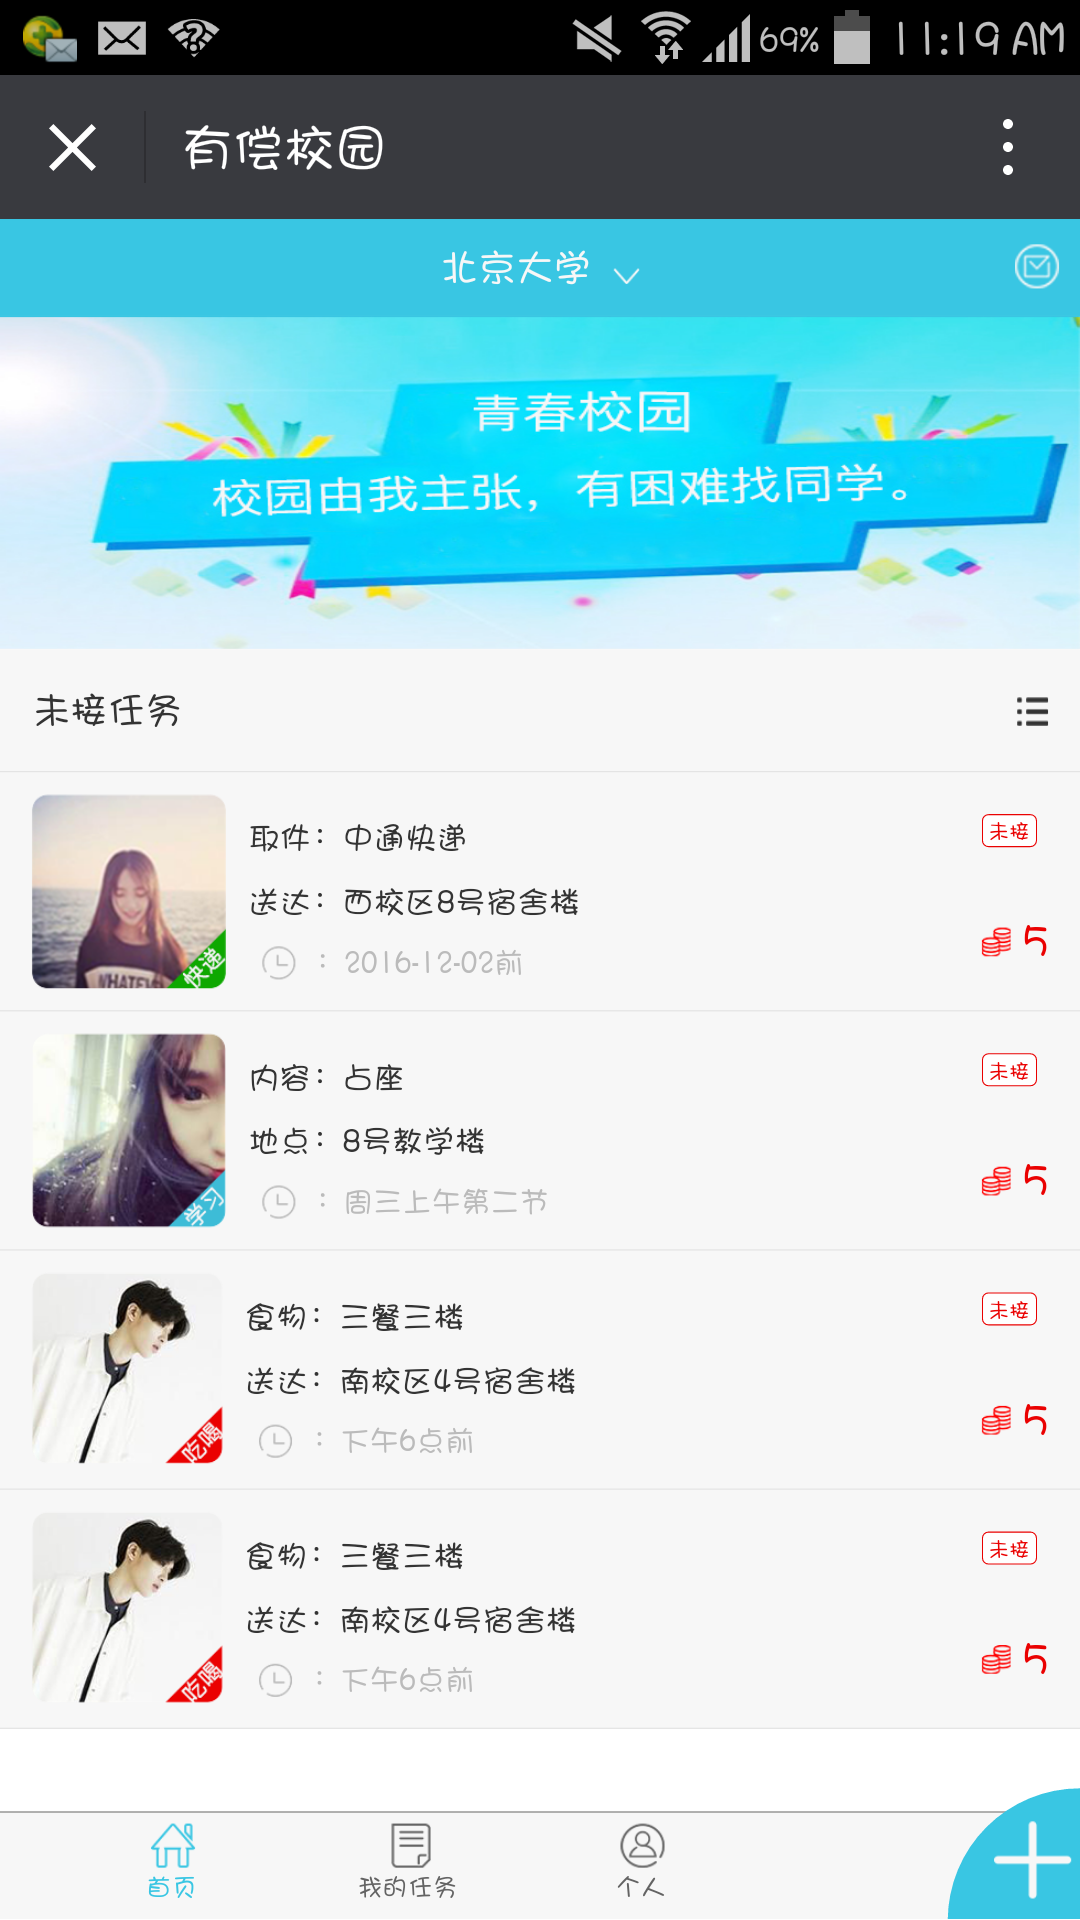 69% 11:19 AM
有偿校园
北京大学
青春校园
校园由我主张，有困难找同学。
未接任务
取件：中通快递
未接
送达：西校区8号宿舍楼
：2016-12-02前
5
WHATEV
快递
内容：占座
未接
地点：8号教学楼
：周三上午第二节
5
学习
食物：三餐三楼
未接
送达：南校区4号宿舍楼
：下午6点前
5
吃喝
食物：三餐三楼
未接
送达：南校区4号宿舍楼
：下午6点前
5
吃喝
首页
我的任务
个人